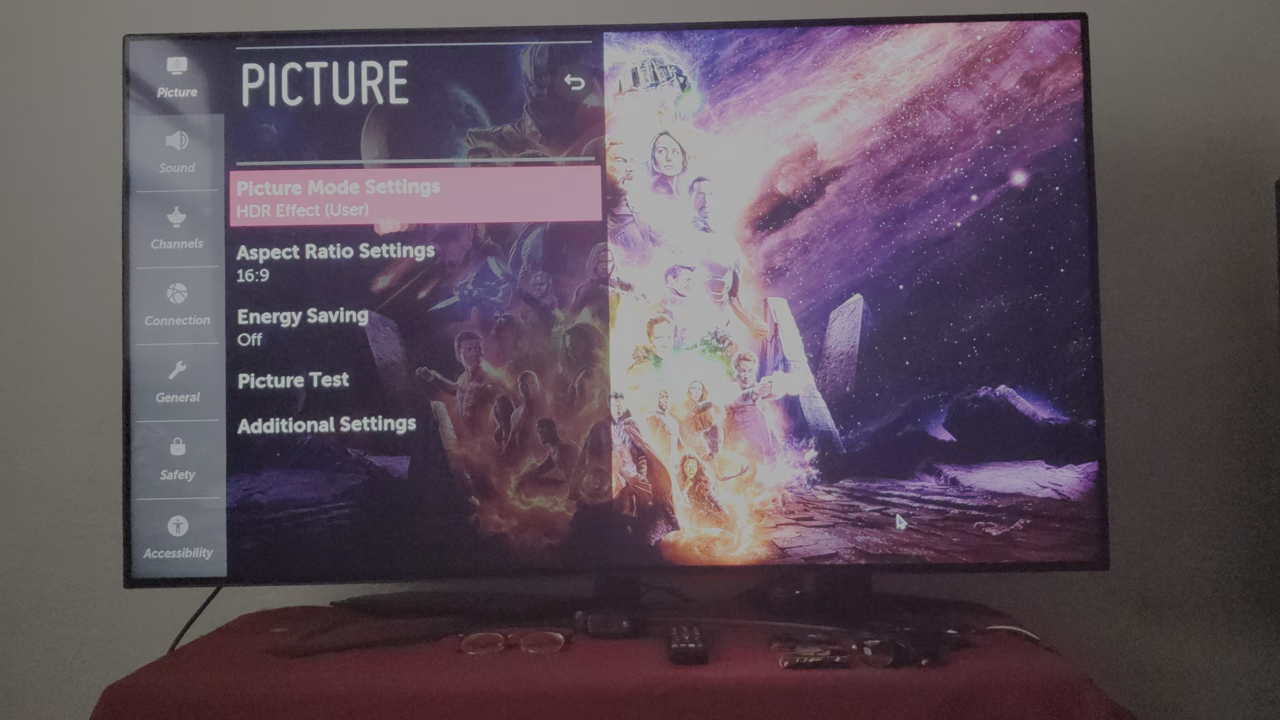 PICTURE
Picture
Sound
Channels
Connection
General
Safety
Accessibility
Picture Mode Settings
HDR Effect (User)
Aspect Ratio Settings
16:9
Energy Saving
Off
Picture Test
Additional Settings